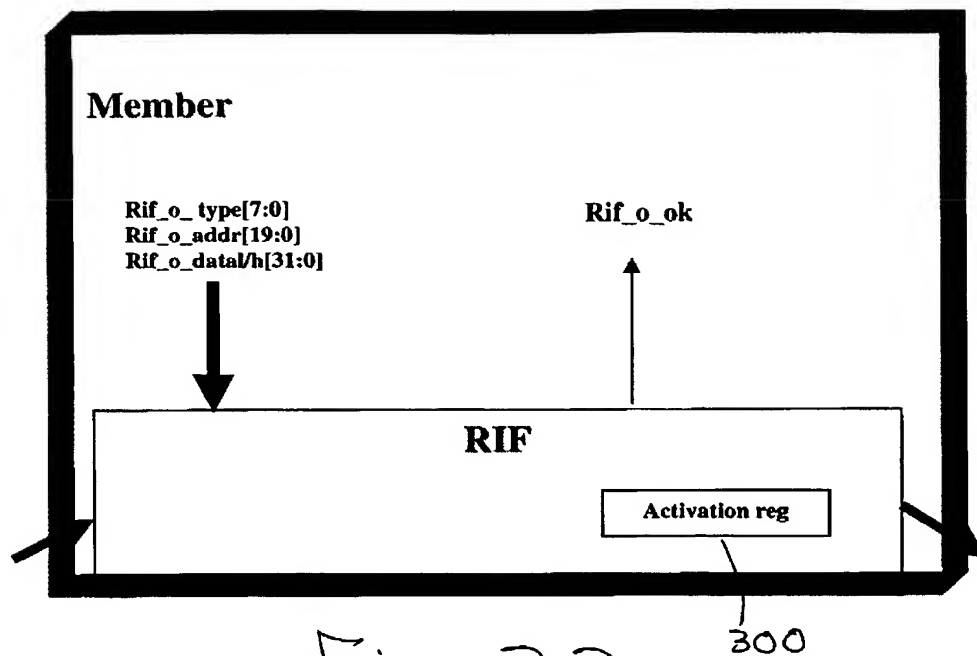 Member
Rif_o_ type[7:0]
Rif_o_addr[19:0]
Rif_o_datal/h[31:0]
Rif_o_ok
RIF
Activation reg
300